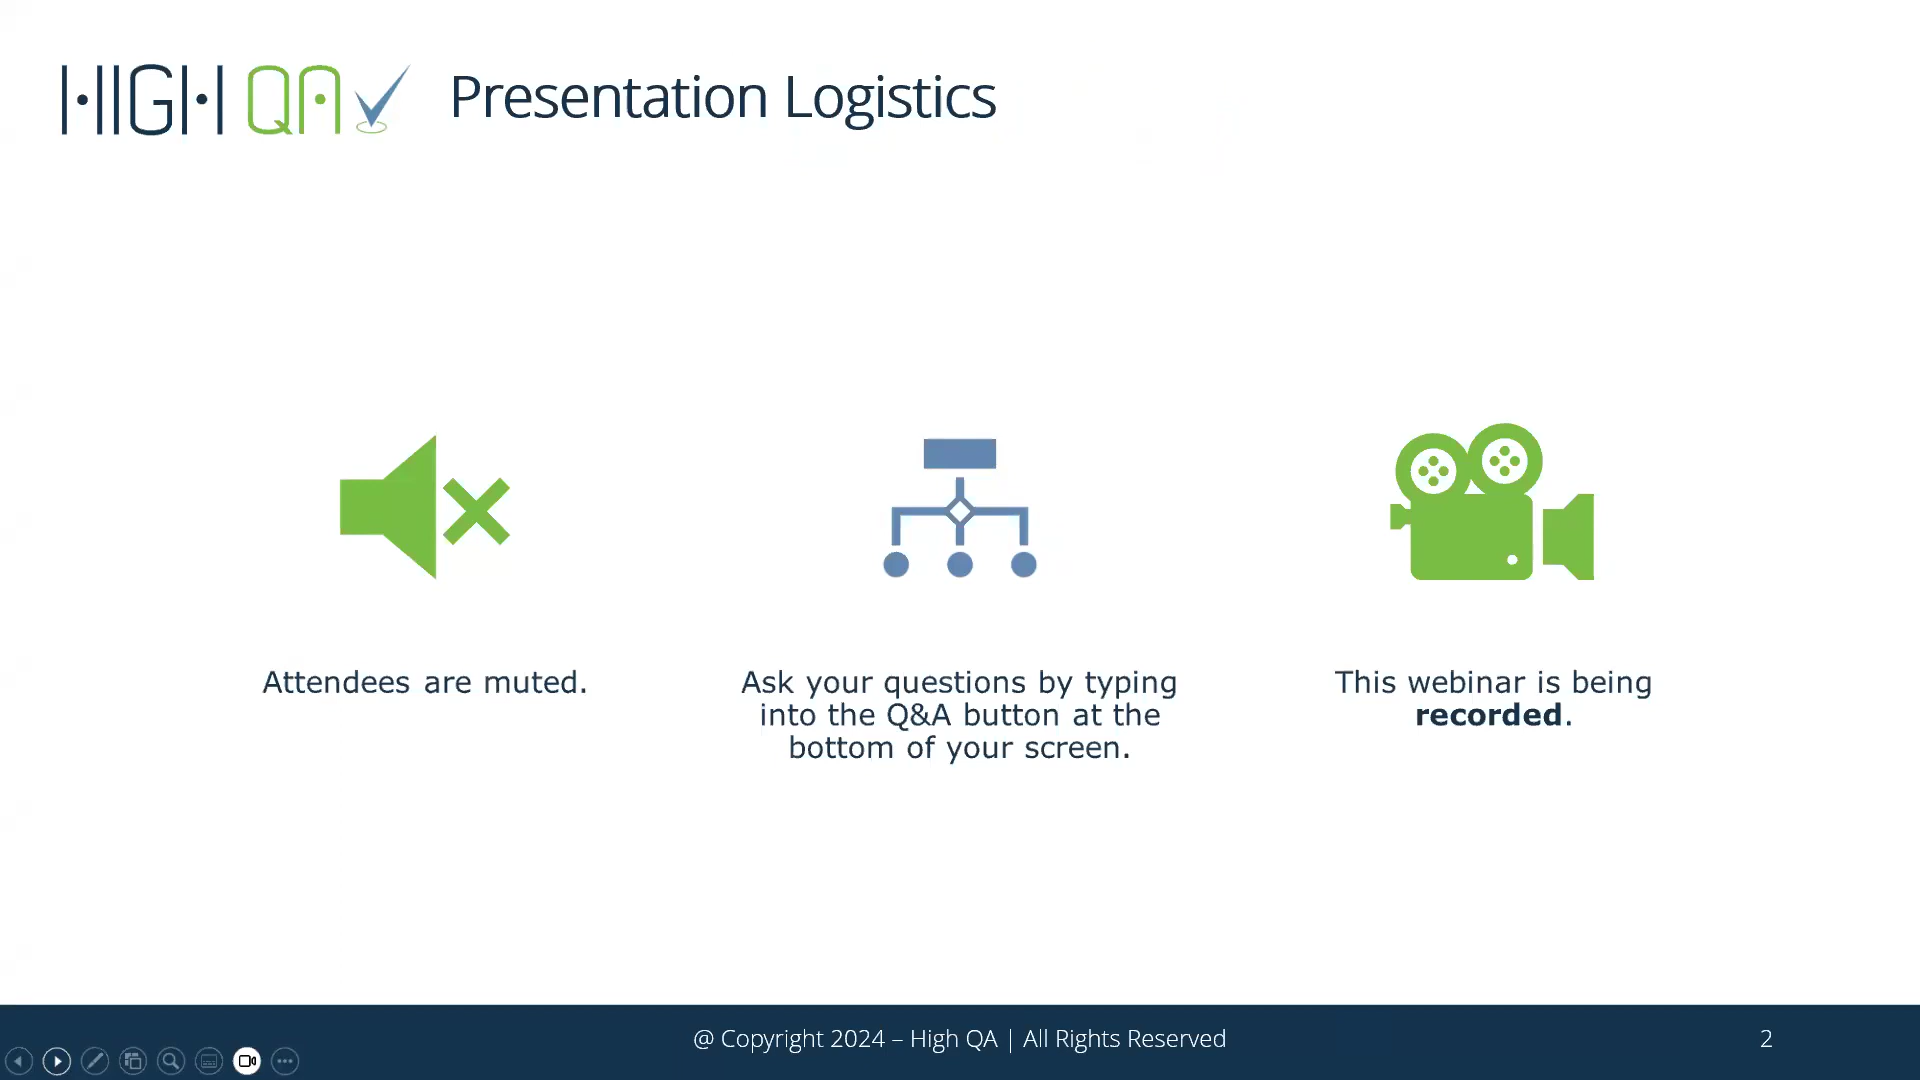 HIGH QA
Presentation Logistics
Attendees are muted.
Ask your questions by typing
into the Q&A button at the
bottom of your screen.
This webinar is being
recorded.
@ Copyright 2024 – High QA | All Rights Reserved
2